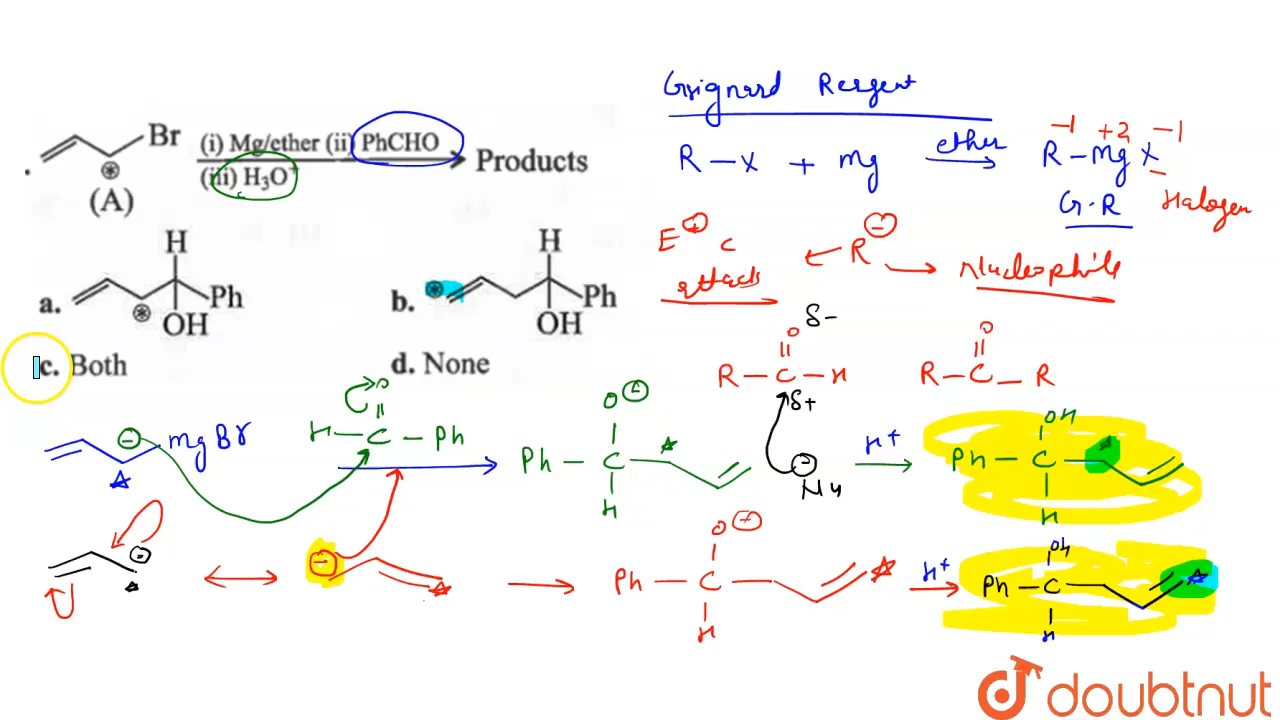 Grignard Reagent
Br
(i) Mg/ether (ii) PhCHO
(iii) H₃O⁺
Products
(A)
R – X + Mg
ether
R – Mg X
–1 +2 –1
G·R
Halogen
E⊕ C
attack
R⊖
Nucleophile
H
a.
Ph
OH
H
b.
Ph
OH
c. Both
d. None
δ–
O
R – C – H
δ+
O
R – C – R
⊖
Nu
⊖ MgBr
O
H – C – Ph
O⊖
Ph – C
H
H+
OH
Ph – C
H
⊖
⊖
O⊖
Ph – C
H
H+
OH
Ph – C
H
doubtnut